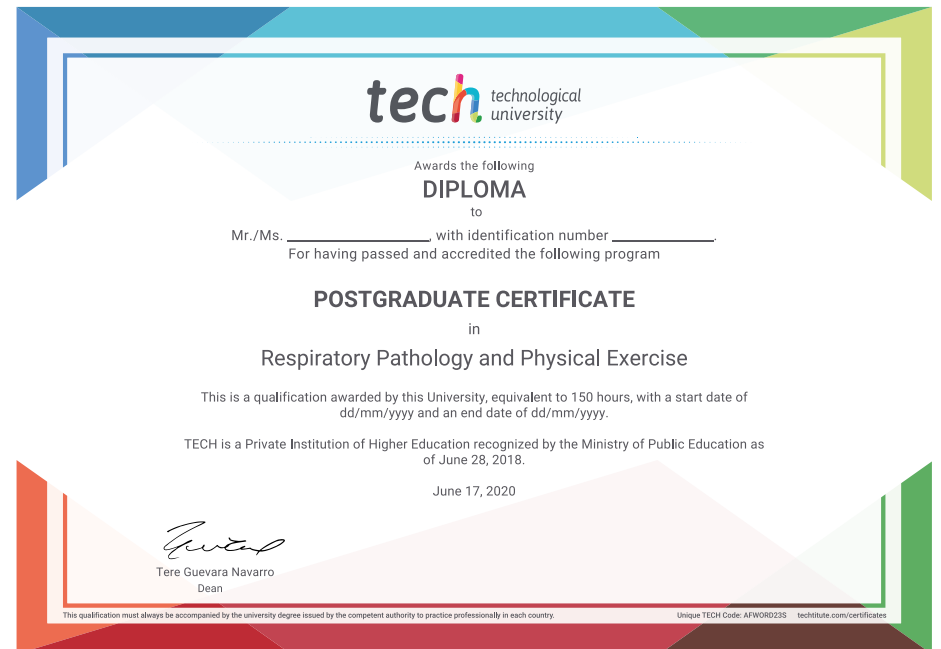 tech technological
university
Awards the following
DIPLOMA
to
Mr./Ms. ____________________, with identification number ______________.
For having passed and accredited the following program
POSTGRADUATE CERTIFICATE
in
Respiratory Pathology and Physical Exercise
This is a qualification awarded by this University, equivalent to 150 hours, with a start date of
dd/mm/yyyy and an end date of dd/mm/yyyy.
TECH is a Private Institution of Higher Education recognized by the Ministry of Public Education as
of June 28, 2018.
June 17, 2020
Tere Guevara Navarro
Dean
This qualification must always be accompanied by the university degree issued by the competent authority to practice professionally in each country. Unique TECH Code: AFWORD23S techtitute.com/certificates